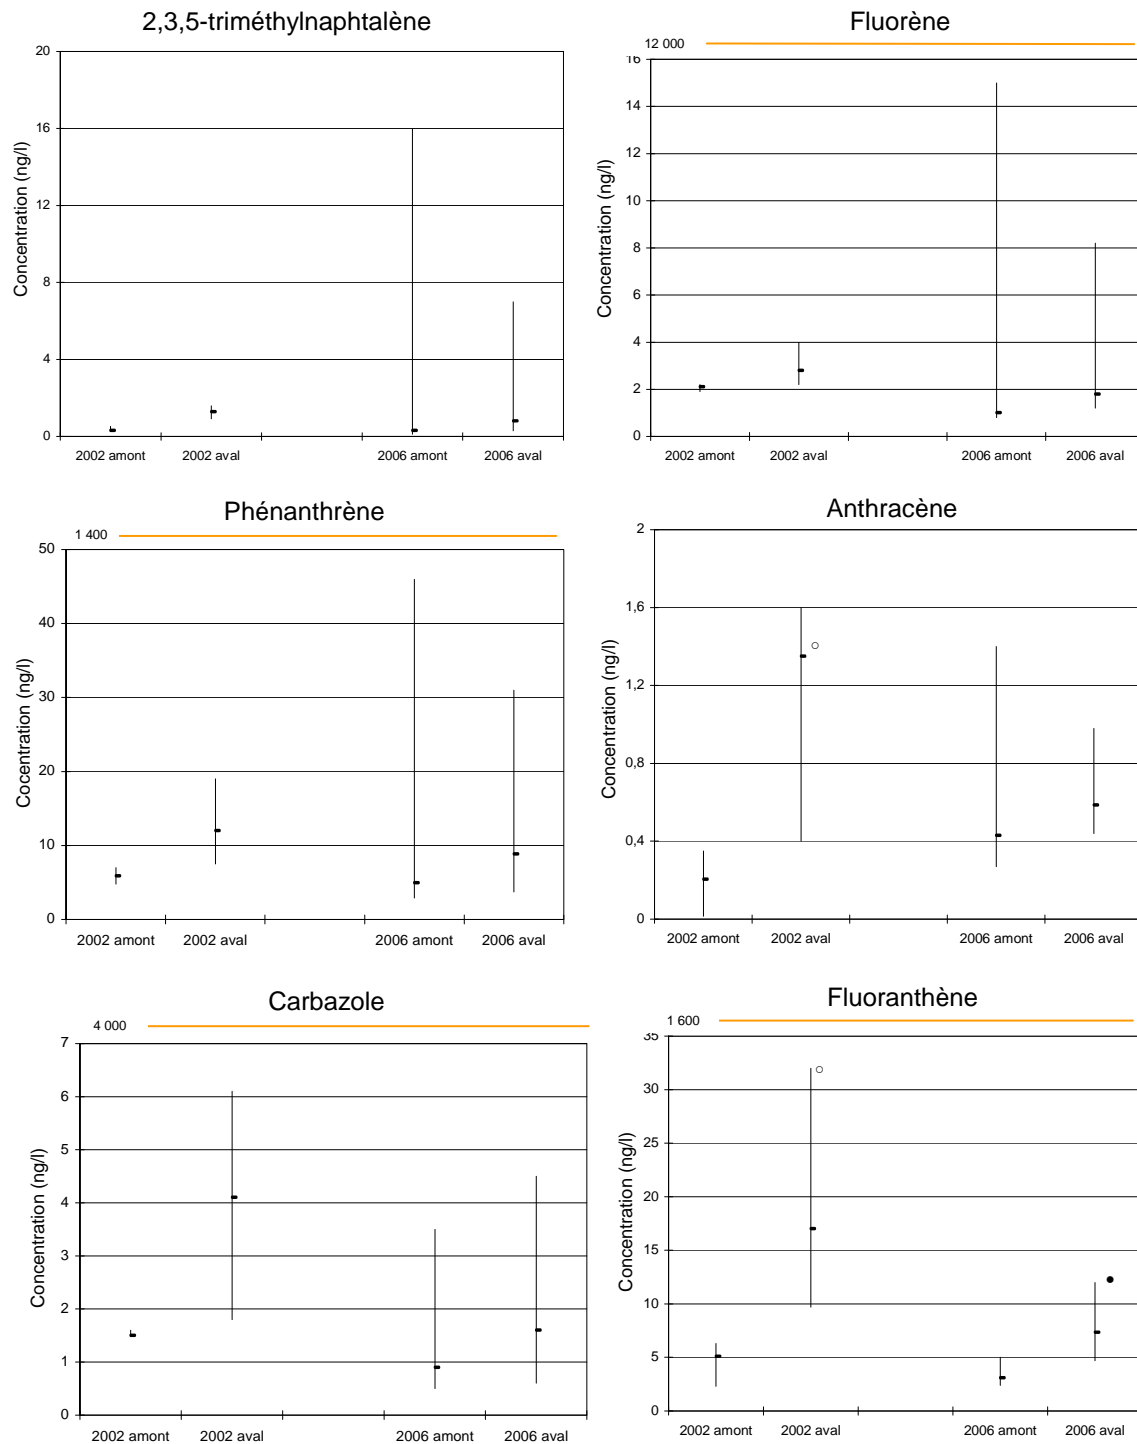 2,3,5-triméthylnaphtalène
Concentration (ng/l)
20
16
12
8
4
0
2002 amont 2002 aval 2006 amont 2006 aval
Fluorène
12 000
Concentration (ng/l)
16
14
12
10
8
6
4
2
0
2002 amont 2002 aval 2006 amont 2006 aval
Phénanthrène
1 400
Cocentration (ng/l)
50
40
30
20
10
0
2002 amont 2002 aval 2006 amont 2006 aval
Anthracène
Concentration (ng/l)
2
1,6
1,2
0,8
0,4
0
2002 amont 2002 aval 2006 amont 2006 aval
Carbazole
4 000
Concentration (ng/l)
7
6
5
4
3
2
1
0
2002 amont 2002 aval 2006 amont 2006 aval
Fluoranthène
1 600
Concentration (ng/l)
35
30
25
20
15
10
5
0
2002 amont 2002 aval 2006 amont 2006 aval